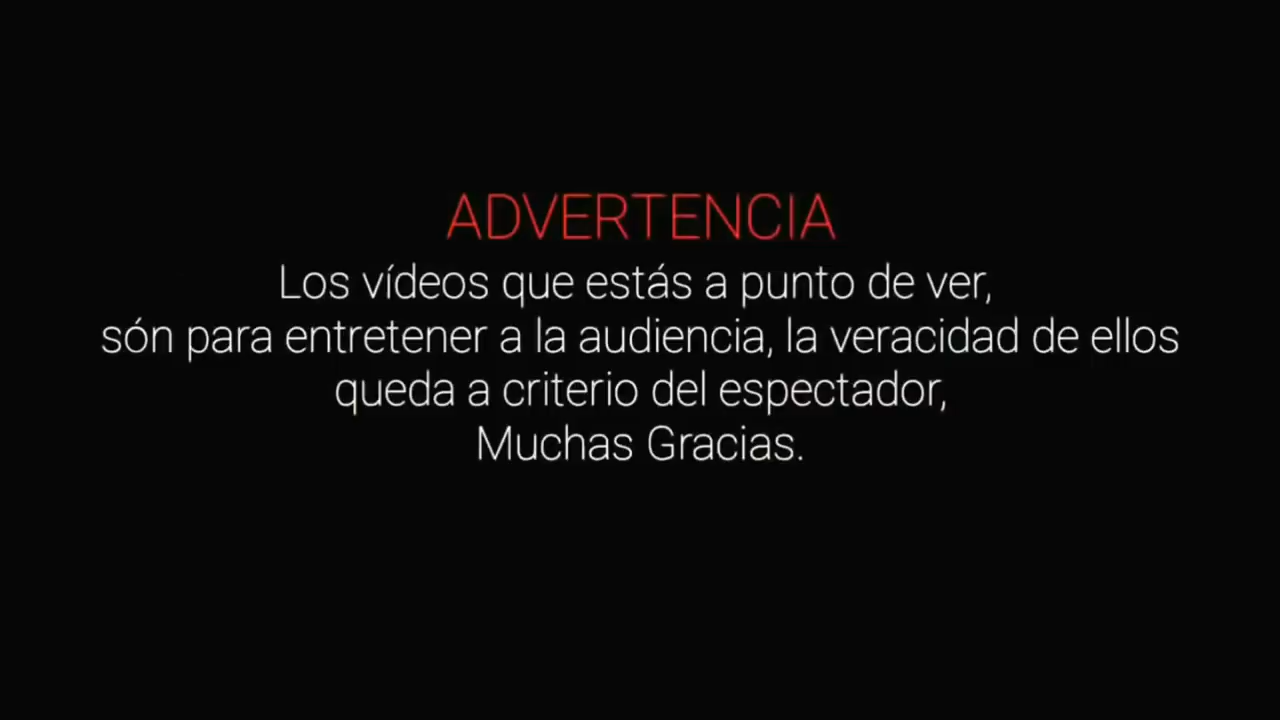 ADVERTENCIA
Los vídeos que estás a punto de ver,
són para entretener a la audiencia, la veracidad de ellos
queda a criterio del espectador,
Muchas Gracias.